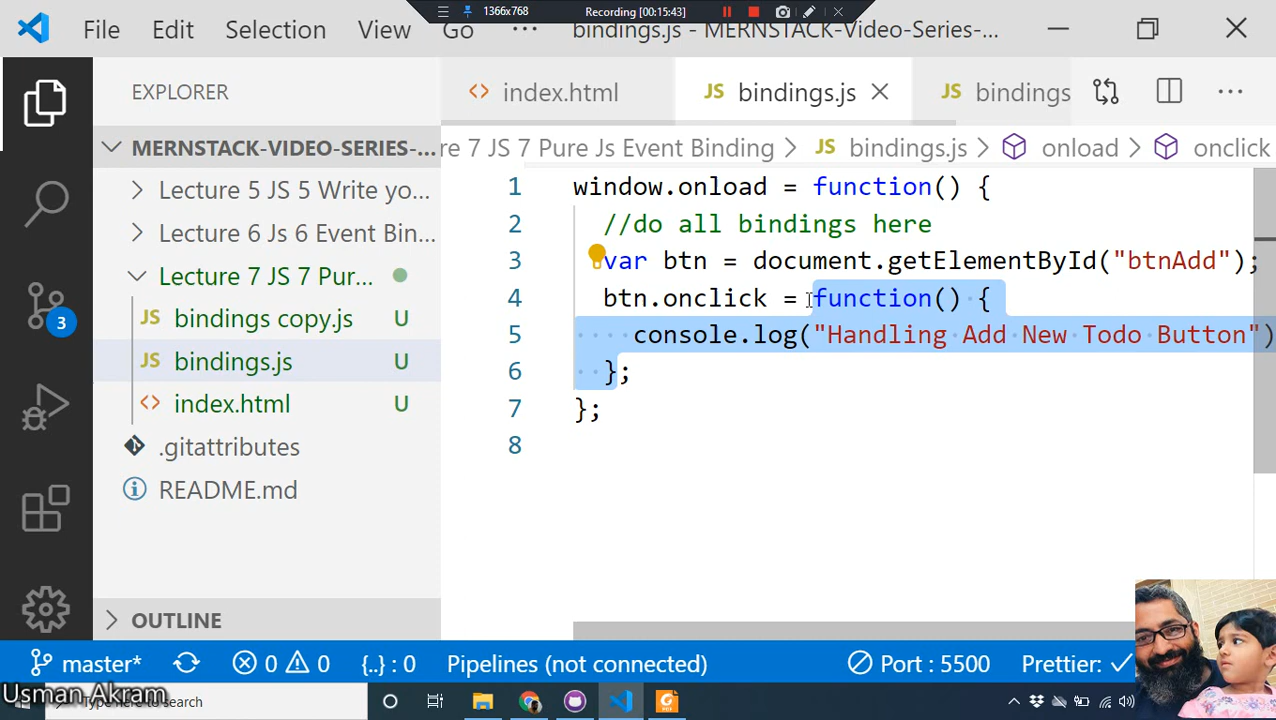 1366x768
Recording [00:15:43]
File
Edit
Selection
View
Go
...
bindings.js - MERNSTACK-Video-Series-...
EXPLORER
index.html
JS bindings.js
JS bindings
MERNSTACK-VIDEO-SERIES-...
re 7 JS 7 Pure Js Event Binding > JS bindings.js > onload > onclick
Lecture 5 JS 5 Write yo...
Lecture 6 Js 6 Event Bin...
Lecture 7 JS 7 Pur...
JS bindings copy.js U
JS bindings.js U
index.html U
.gitattributes
README.md
OUTLINE
3
1 window.onload = function() {
2 //do all bindings here
3 var btn = document.getElementById("btnAdd");
4 btn.onclick = function() {
5 console.log("Handling Add New Todo Button")
6 };
7 };
8
master*
0
0
{..} : 0
Pipelines (not connected)
Port : 5500
Prettier: ✓
Usman Akram
Type here to search